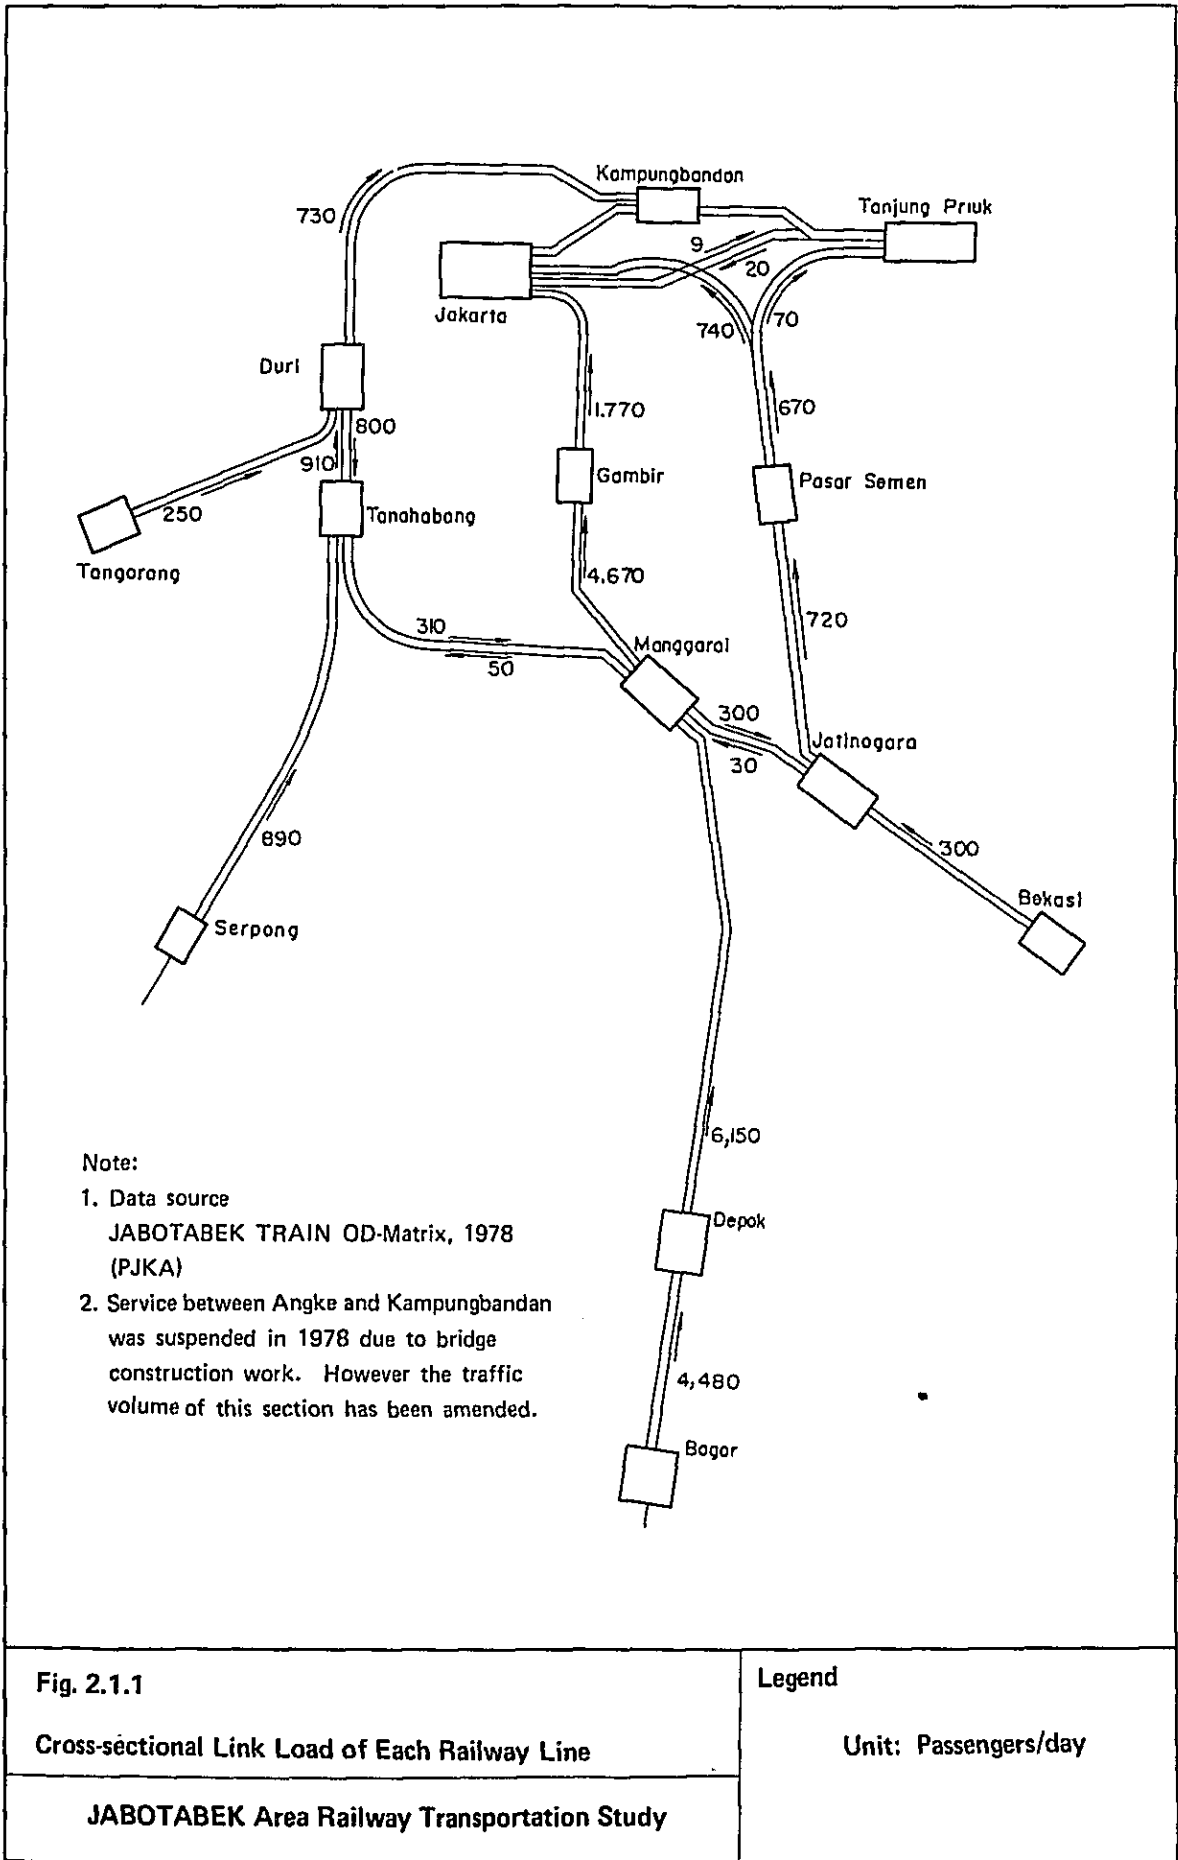 Kampungbandan
Tanjung Priuk
730
9
20
Jakarta
740
70
Duri
800
1.770
670
910
Gambir
Pasar Semen
250
Tanahabang
Tangorang
4.670
310
720
50
Manggarai
300
Jatinogara
30
890
300
Bekasi
Serpong
6,150
Note:
1. Data source
JABOTABEK TRAIN OD-Matrix, 1978
(PJKA)
Depok
2. Service between Angke and Kampungbandan
was suspended in 1978 due to bridge
construction work. However the traffic
volume of this section has been amended.
4,480
Bogor
Fig. 2.1.1
Cross-sectional Link Load of Each Railway Line
JABOTABEK Area Railway Transportation Study
Legend
Unit: Passengers/day